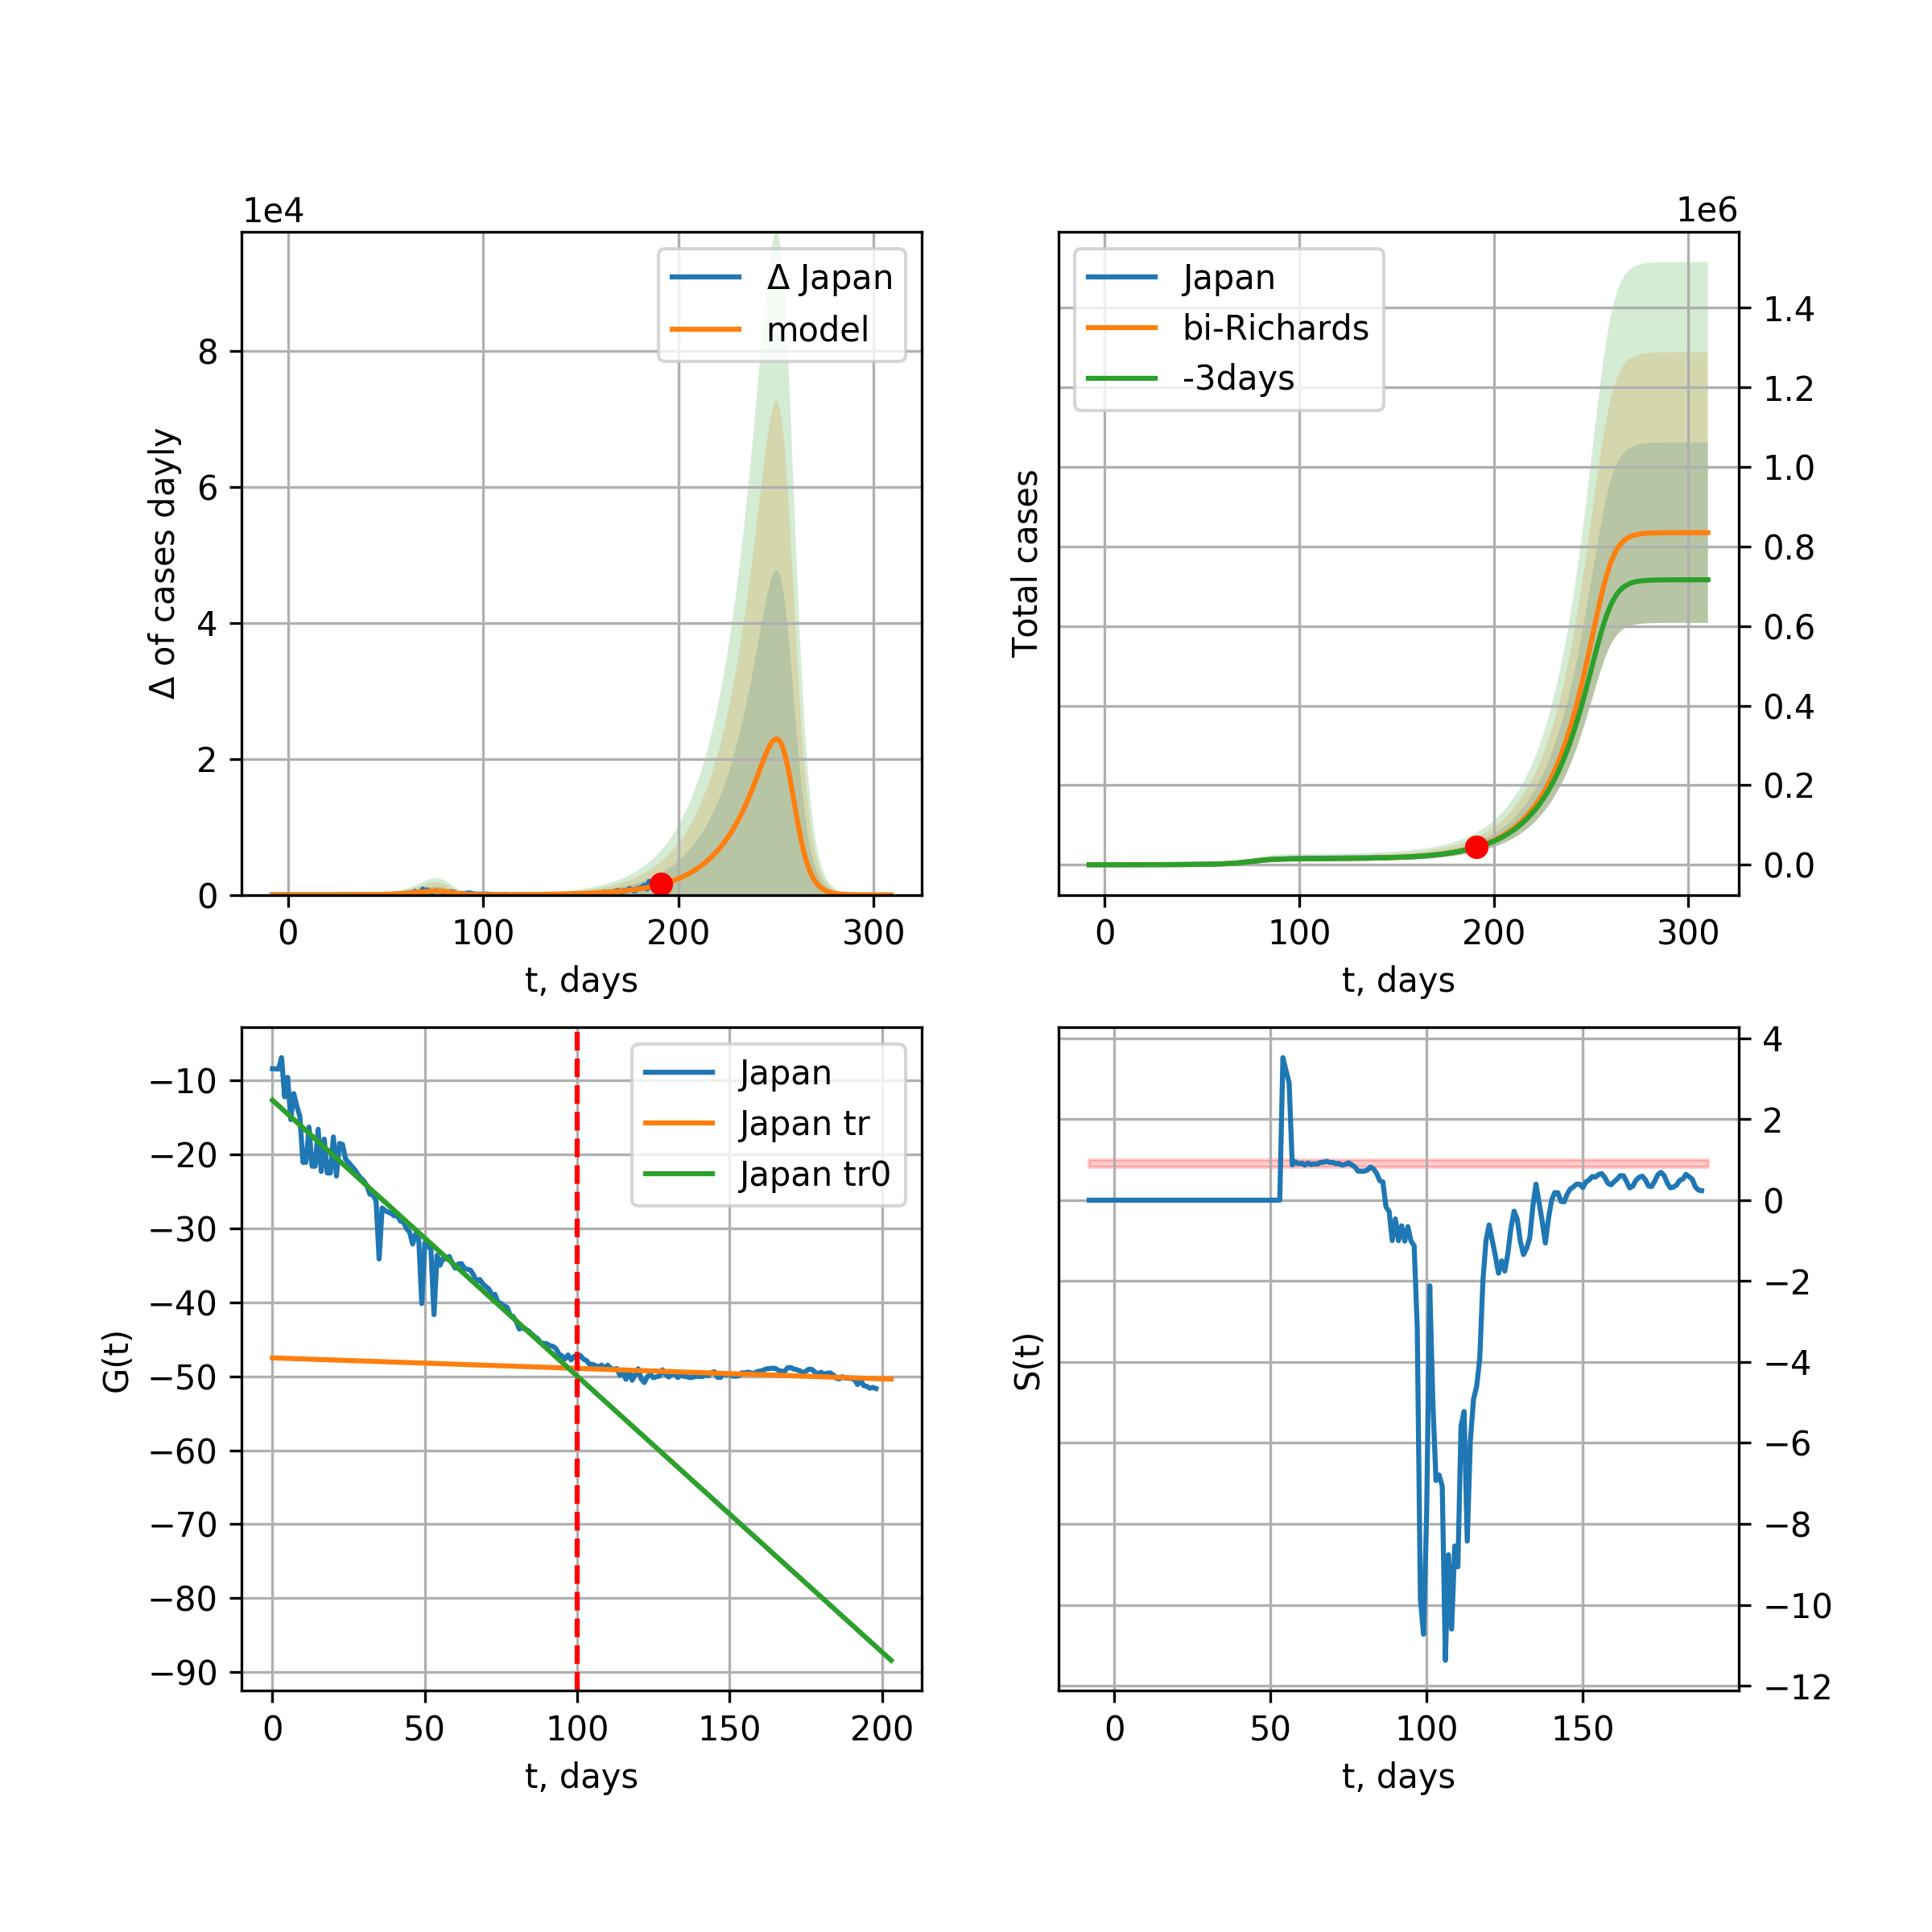 1e4
Δ of cases dayly
8
6
4
2
0
0 100 200 300
t, days
Δ Japan
model
1e6
Total cases
1.4
1.2
1.0
0.8
0.6
0.4
0.2
0.0
0 100 200 300
t, days
Japan
bi-Richards
-3days
G(t)
−10
−20
−30
−40
−50
−60
−70
−80
−90
0 50 100 150 200
t, days
Japan
Japan tr
Japan tr0
S(t)
4
2
0
−2
−4
−6
−8
−10
−12
0 50 100 150
t, days